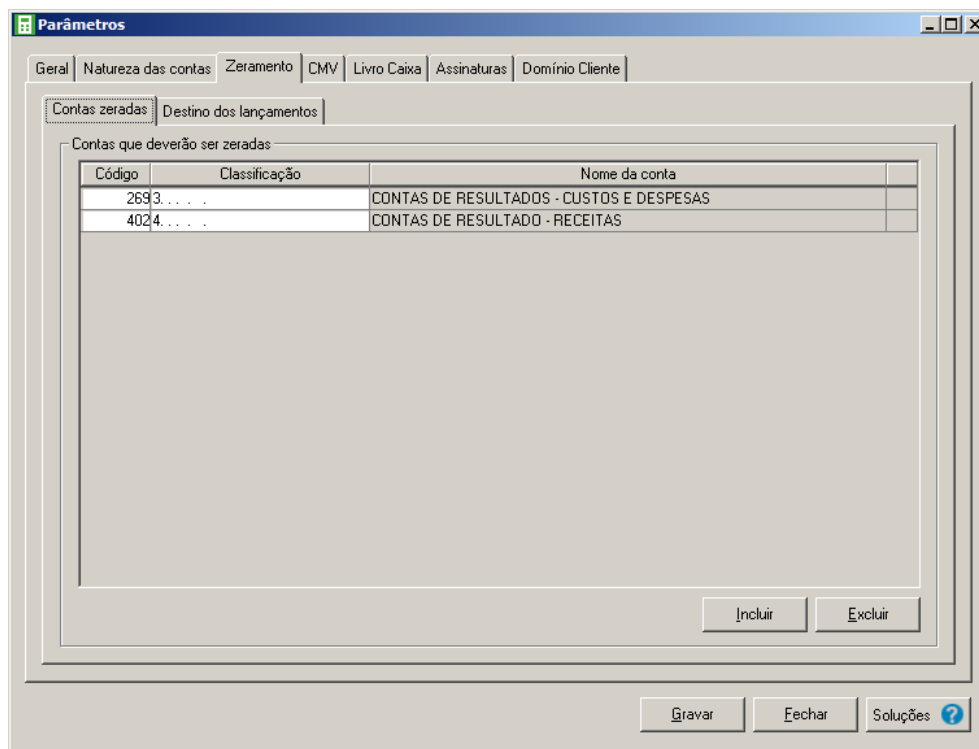 Parâmetros
Geral Natureza das contas Zeramento CMV Livro Caixa Assinaturas Domínio Cliente
Contas zeradas Destino dos lançamentos
Contas que deverão ser zeradas
Código Classificação Nome da conta
269 3. . . . . CONTAS DE RESULTADOS - CUSTOS E DESPESAS
402 4. . . . . CONTAS DE RESULTADO - RECEITAS
Incluir Excluir
Gravar Fechar Soluções ?